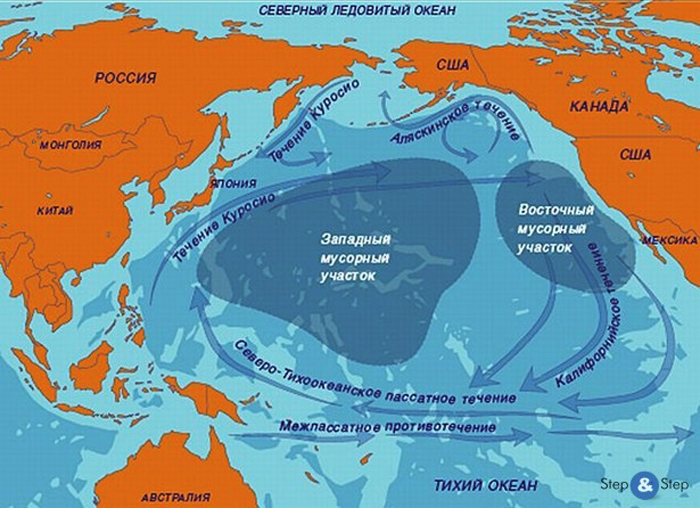 СЕВЕРНЫЙ ЛЕДОВИТЫЙ ОКЕАН
РОССИЯ
США
КАНАДА
Течение Куросио
Аляскинское течение
МОНГОЛИЯ
США
ЯПОНИЯ
КИТАЙ
Течение Куросио
Западный
мусорный
участок
Восточный
мусорный
участок
МЕКСИКА
Калифорнийское течение
Северо-Тихоокеанское пассатное течение
Межпассатное противотечение
АВСТРАЛИЯ
ТИХИЙ ОКЕАН
Step & Step